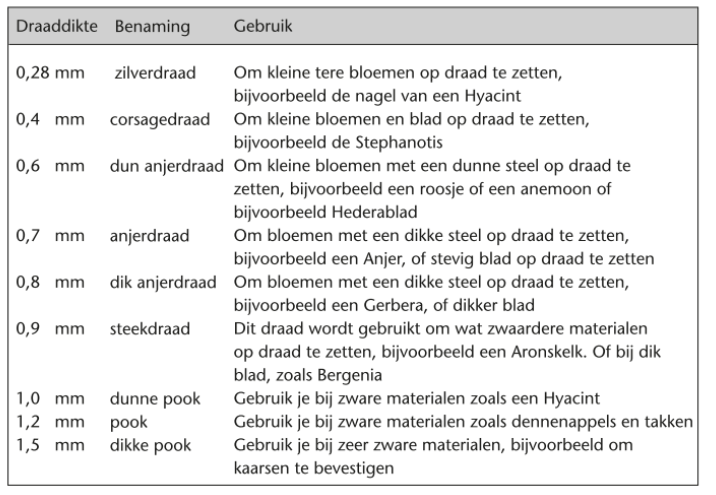 Draaddikte Benaming Gebruik
0,28 mm zilverdraad Om kleine tere bloemen op draad te zetten,
bijvoorbeeld de nagel van een Hyacint
0,4 mm corsagedraad Om kleine bloemen en blad op draad te zetten,
bijvoorbeeld de Stephanotis
0,6 mm dun anjerdraad Om kleine bloemen met een dunne steel op draad te
zetten, bijvoorbeeld een roosje of een anemoon of
bijvoorbeeld Hederablad
0,7 mm anjerdraad Om bloemen met een dikke steel op draad te zetten,
bijvoorbeeld een Anjer, of stevig blad op draad te zetten
0,8 mm dik anjerdraad Om bloemen met een dikke steel op draad te zetten,
bijvoorbeeld een Gerbera, of dikker blad
0,9 mm steekdraad Dit draad wordt gebruikt om wat zwaardere materialen
op draad te zetten, bijvoorbeeld een Aronskelk. Of bij dik
blad, zoals Bergenia
1,0 mm dunne pook Gebruik je bij zware materialen zoals een Hyacint
1,2 mm pook Gebruik je bij zware materialen zoals dennenappels en takken
1,5 mm dikke pook Gebruik je bij zeer zware materialen, bijvoorbeeld om
kaarsen te bevestigen